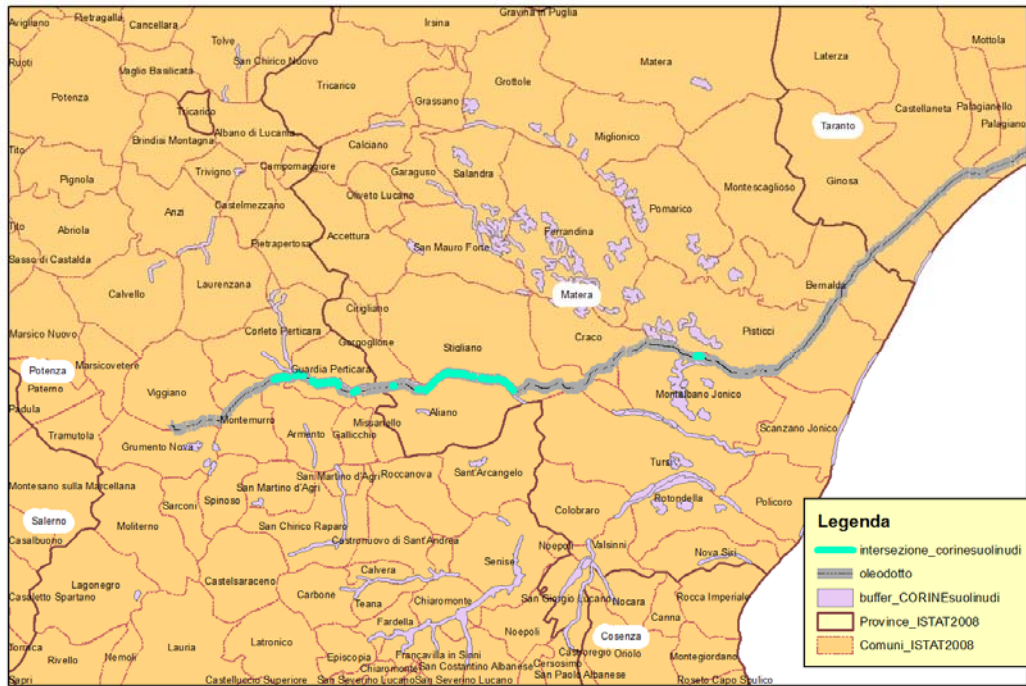 Avigliano
Pietragalla
Cancellara
Tolve
Irsina
Gravina in Puglia
Laterza
Mottola
Ruoti
Vaglio Basilicata
San Chirico Nuovo
Tricarico
Grottole
Matera
Potenza
Grassano
Castellaneta
Palagianello
Tricarico
Palagiano
Albano di Lucania
Taranto
Tito
Brindisi Montagna
Calciano
Miglionico
Pignola
Trivigno
Campomaggiore
Garaguso
Salandra
Ginosa
Castelmezzano
Oliveto Lucano
Montescaglioso
Anzi
Pomarico
Tito
Abriola
Pietrapertosa
Accettura
Ferrandina
San Mauro Forte
Sasso di Castalda
Laurenzana
Bernalda
Calvello
Matera
Cirigliano
Marsico Nuovo
Corleto Perticara
Craco
Pisticci
Gorgoglione
Stigliano
Marsicovetere
Potenza
Guardia Perticara
Paterno
Viggiano
Montalbano Jonico
Padula
Aliano
Montemurro
Missanello
Tramutola
Armento
Gallicchio
Scanzano Jonico
Grumento Nova
Roccanova
Sant'Arcangelo
Tursi
San Martino d'Agri
Montesano sulla Marcellana
Spinoso
San Martino d'Agri
Rotondella
Policoro
Sarconi
Colobraro
Salerno
Moliterno
San Chirico Raparo
Casalbuono
Castronuovo di Sant'Andrea
Noepoli
Valsinni
Nova Siri
Senise
Calvera
Lagonegro
Castelsaraceno
Carbone
Teana
Chiaromonte
San Giorgio Lucano
Nocara
Rocca Imperiale
Casaletto Spartano
Fardella
Canna
Noepoli
Cosenza
Latronico
Episcopia
Francavilla in Sinni
Castroregio
Oriolo
Rivello
Nemoli
Lauria
Chiaromonte
San Costantino Albanese
Cersosimo
Montegiordano
Sapri
Castelluccio Superiore
San Severino Lucano
San Severino Lucano
San Paolo Albanese
Roseto Capo Spulico
Legenda
intersezione_corinesuolinudi
oleodotto
buffer_CORINEsuolinudi
Province_ISTAT2008
Comuni_ISTAT2008